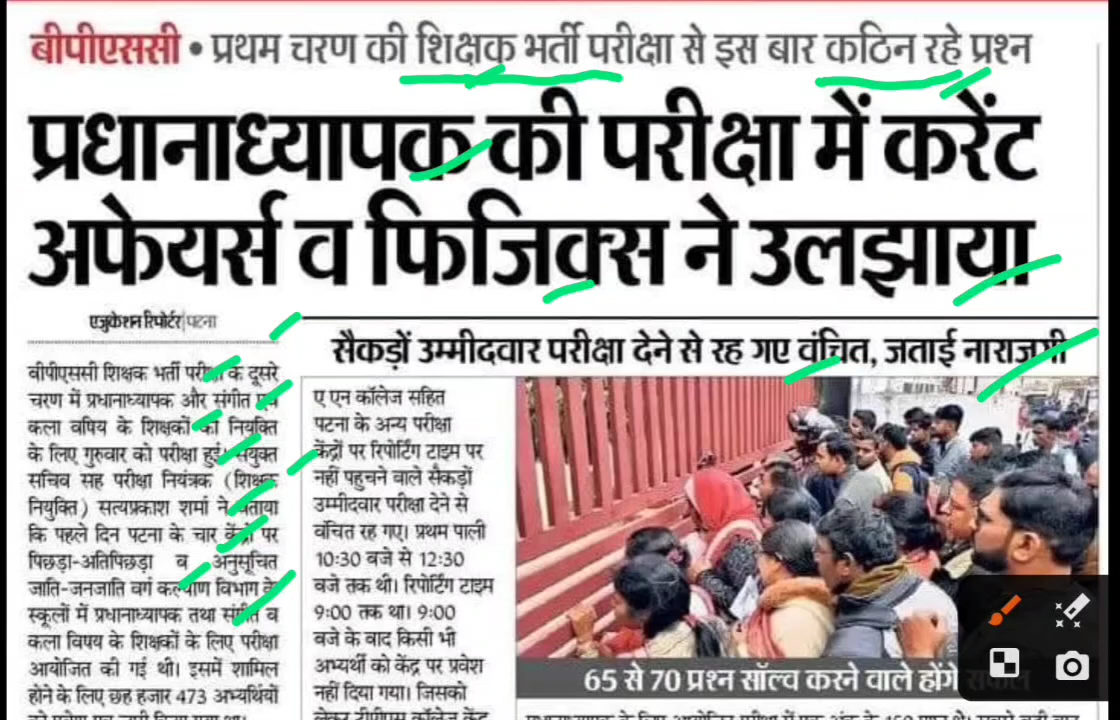 बीपीएससी • प्रथम चरण की शिक्षक भर्ती परीक्षा से इस बार कठिन रहे प्रश्न
प्रधानाध्यापक की परीक्षा में करेंट
अफेयर्स व फिजिक्स ने उलझाया
एजुकेशन रिपोर्टर|पटना
बीपीएससी शिक्षक भर्ती परीक्षा के दूसरे
चरण में प्रधानाध्यापक और संगीत एवं
कला वषिय के शिक्षकों की नियुक्ति
के लिए गुरुवार को परीक्षा हुई। संयुक्त
सचिव सह परीक्षा नियंत्रक (शिक्षक
नियुक्ति) सत्यप्रकाश शर्मा ने बताया
कि पहले दिन पटना के चार केंद्रों पर
पिछड़ा-अतिपिछड़ा व अनुसूचित
जाति-जनजाति वर्ग कल्याण विभाग के
स्कूलों में प्रधानाध्यापक तथा संगीत व
कला विषय के शिक्षकों के लिए परीक्षा
आयोजित की गई थी। इसमें शामिल
होने के लिए छह हजार 473 अभ्यर्थियों
सैकड़ों उम्मीदवार परीक्षा देने से रह गए वंचित, जताई नाराजगी
ए एन कॉलेज सहित
पटना के अन्य परीक्षा
केंद्रों पर रिपोर्टिंग टाइम पर
नहीं पहुचने वाले सैकड़ों
उम्मीदवार परीक्षा देने से
वंचित रह गए। प्रथम पाली
10:30 बजे से 12:30
बजे तक थी। रिपोर्टिंग टाइम
9:00 तक था। 9:00
बजे के बाद किसी भी
अभ्यर्थी को केंद्र पर प्रवेश
नहीं दिया गया। जिसको
65 से 70 प्रश्न सॉल्व करने वाले होंगे सफल